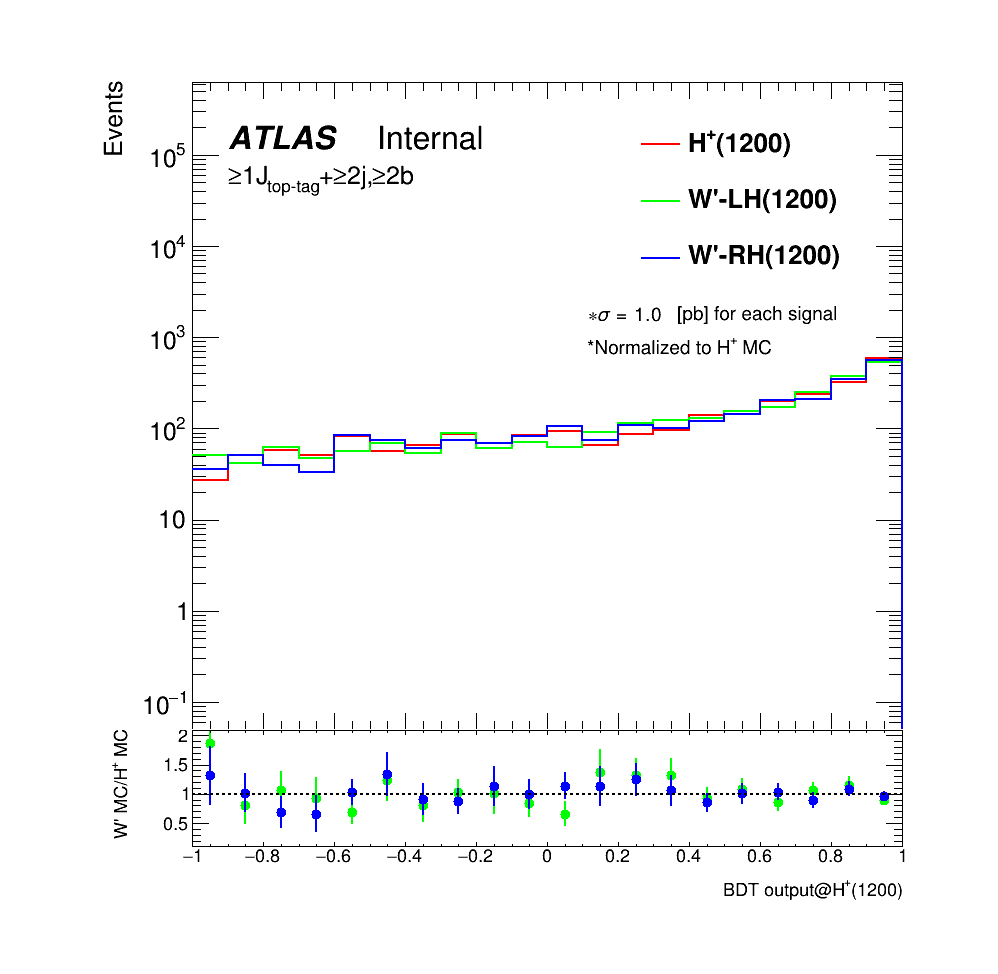 Events
ATLAS Internal
≥1J_top-tag+≥2j,≥2b
H⁺(1200)
W'-LH(1200)
W'-RH(1200)
∗σ = 1.0 [pb] for each signal
*Normalized to H⁺ MC
10⁵
10⁴
10³
10²
10
1
10⁻¹
W' MC/H⁺ MC
2
1.5
1
0.5
−1 −0.8 −0.6 −0.4 −0.2 0 0.2 0.4 0.6 0.8 1
BDT output@H⁺(1200)